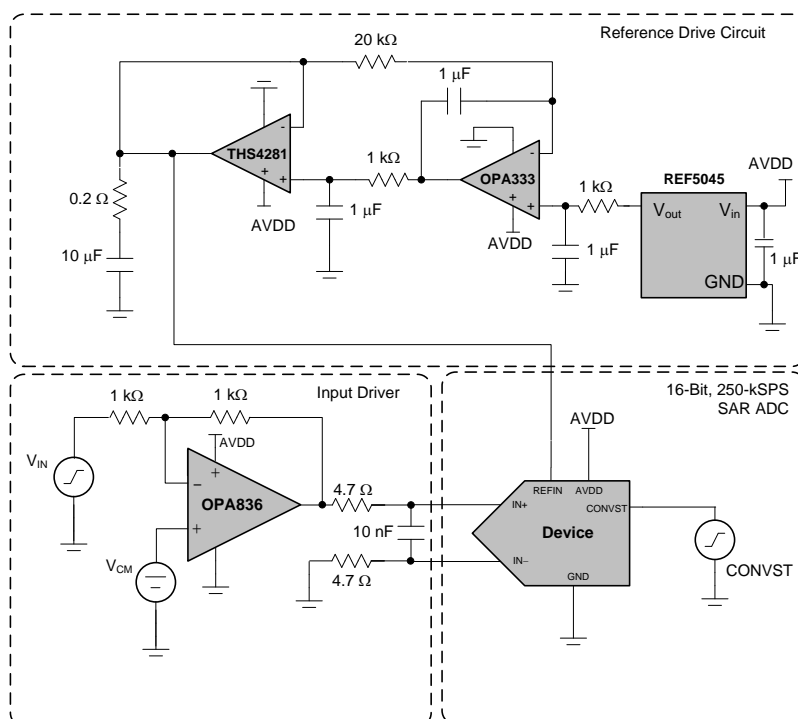 Reference Drive Circuit
20 kΩ
1 µF
THS4281
-
+
+
AVDD
1 kΩ
1 µF
OPA333
-
+
+
AVDD
1 kΩ
1 µF
REF5045
AVDD
Vout
Vin
GND
1 µF
0.2 Ω
10 µF
Input Driver
1 kΩ
1 kΩ
AVDD
VIN
−
+
+
OPA836
VCM
4.7 Ω
10 nF
4.7 Ω
16-Bit, 250-kSPS
SAR ADC
AVDD
REFIN
AVDD
IN+
CONVST
Device
IN−
GND
CONVST